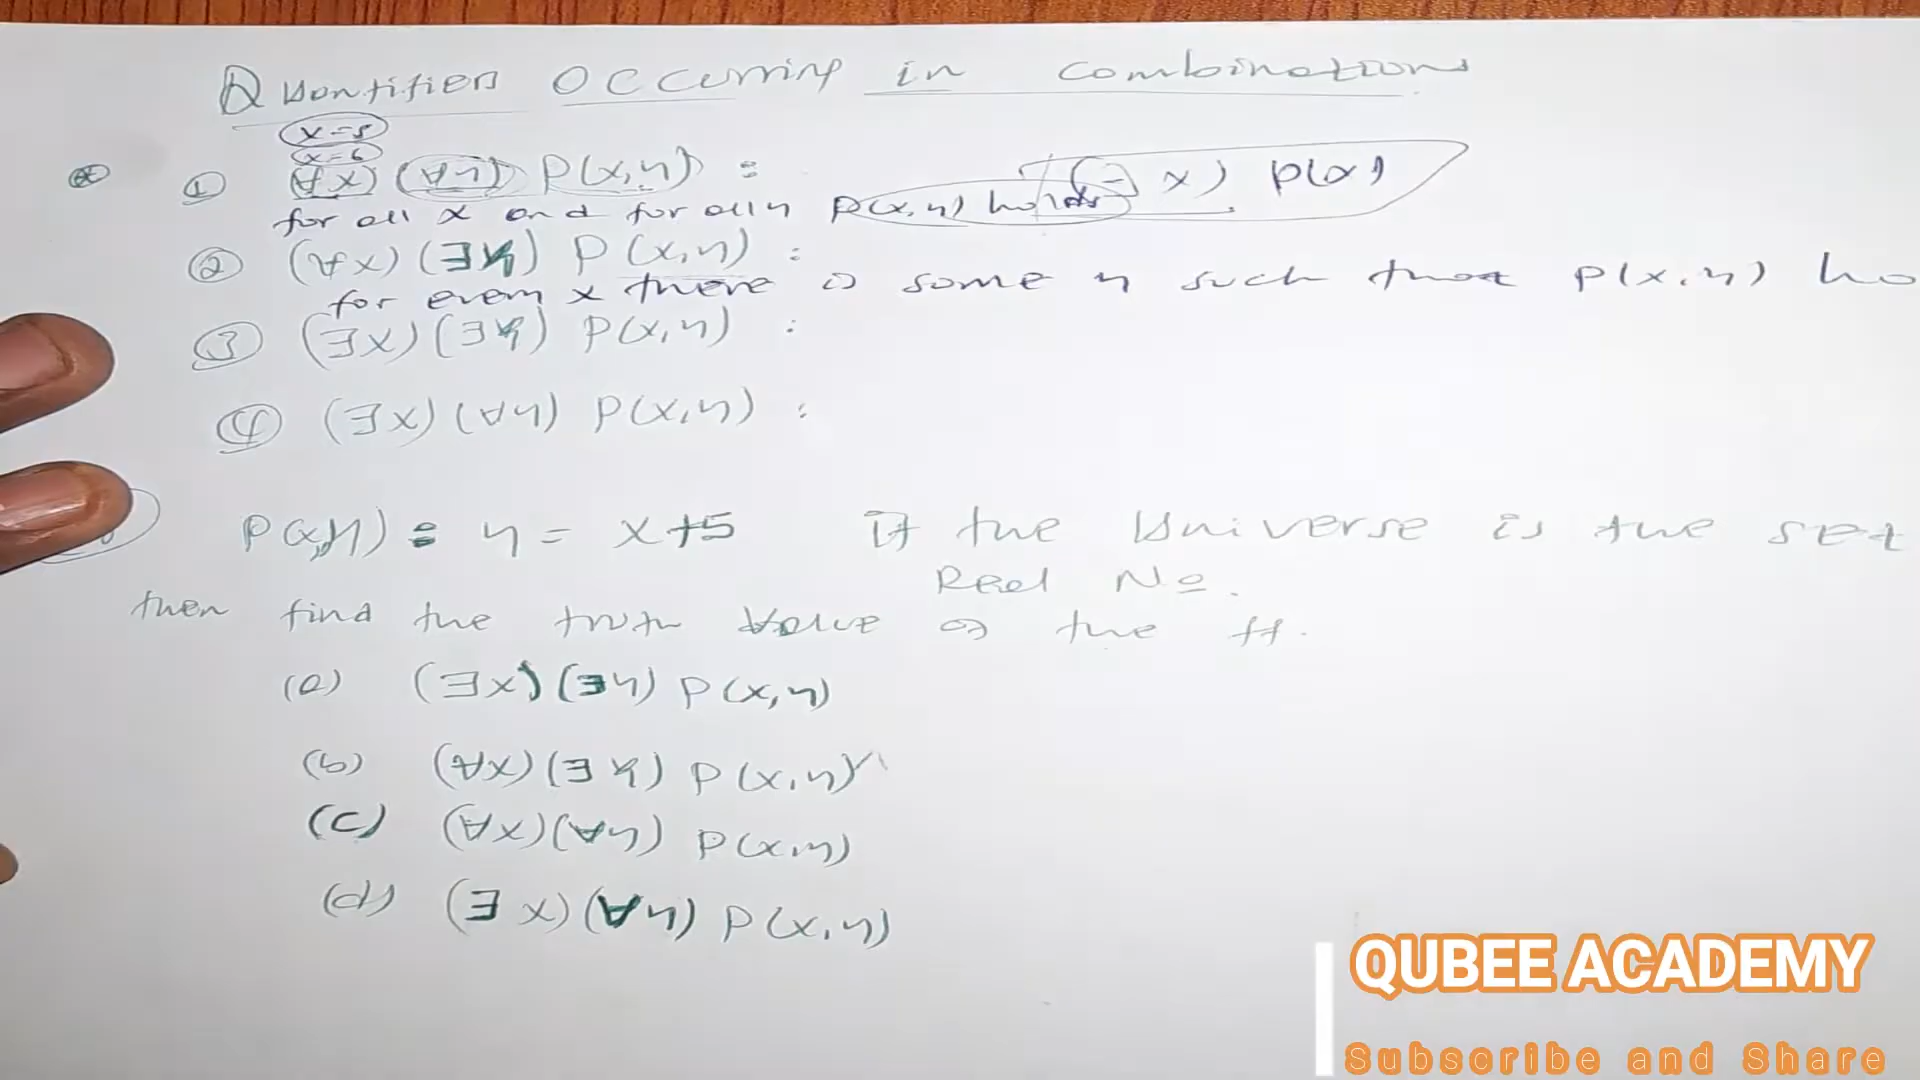 Quantifiers Occurring in combinations
x=5
x=6
① (∀x) (∀y) P(x,y) : (∃ x) P(x)
for all x and for all y P(x,y) holds
② (∀x) (∃y) P(x,y) :
for every x there is some y such that P(x,y) ho
③ (∃x) (∃y) P(x,y) :
④ (∃x) (∀y) P(x,y) :
P(x,y) : y = x+5 if the Universe is the set
Real No.
then find the truth value of the ff.
(a) (∃x) (∃y) P(x,y)
(b) (∀x) (∃y) P(x,y)
(c) (∀x) (∀y) P(x,y)
(d) (∃x) (∀y) P(x,y)
QUBEE ACADEMY
Subscribe and Share